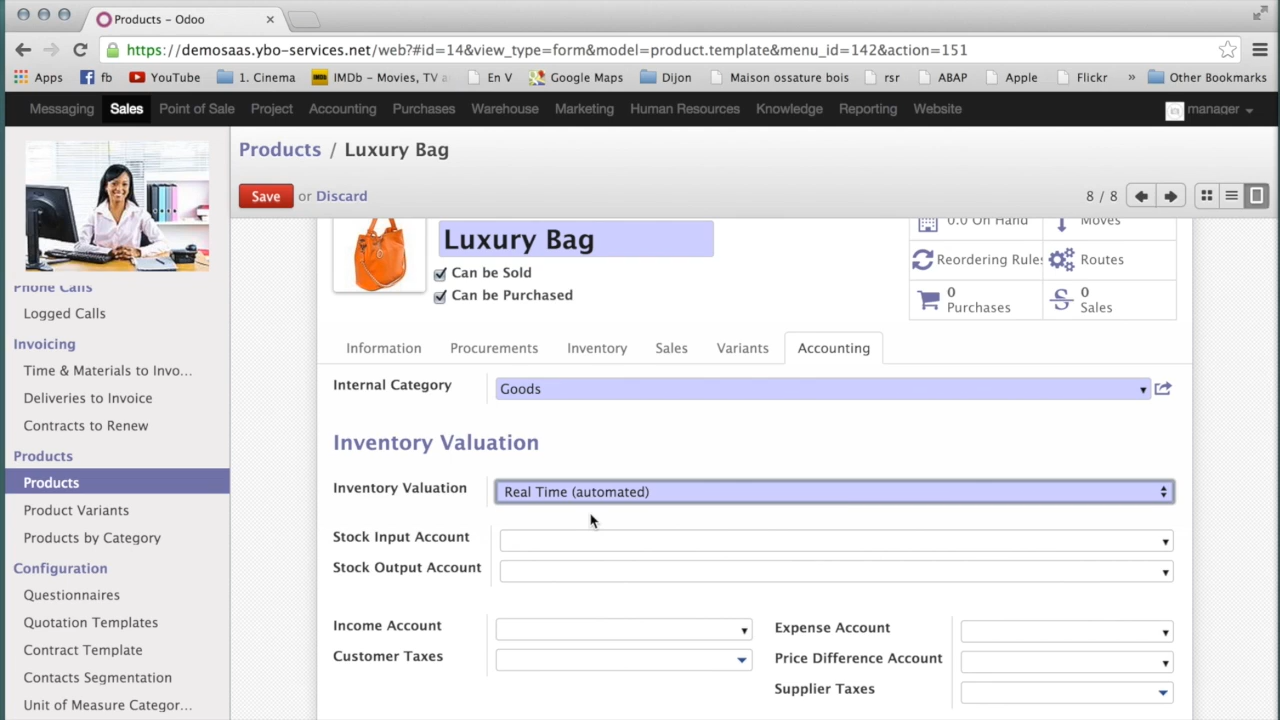 Products – Odoo
https://demosaas.ybo-services.net/web?#id=14&view_type=form&model=product.template&menu_id=142&action=151
Apps fb YouTube 1. Cinema IMDb - Movies, TV a En V Google Maps Dijon Maison ossature bois rsr ABAP Apple Flickr » Other Bookmarks
Messaging Sales Point of Sale Project Accounting Purchases Warehouse Marketing Human Resources Knowledge Reporting Website manager
Products / Luxury Bag
Save or Discard 8 / 8
Phone Calls
Logged Calls
Invoicing
Time & Materials to Invo...
Deliveries to Invoice
Contracts to Renew
Products
Products
Product Variants
Products by Category
Configuration
Questionnaires
Quotation Templates
Contract Template
Contacts Segmentation
Unit of Measure Categor...
Luxury Bag
Can be Sold
Can be Purchased
0.0 On Hand Moves
Reordering Rules Routes
0 Purchases 0 Sales
Information Procurements Inventory Sales Variants Accounting
Internal Category Goods
Inventory Valuation
Inventory Valuation Real Time (automated)
Stock Input Account
Stock Output Account
Income Account Expense Account
Customer Taxes Price Difference Account
Supplier Taxes